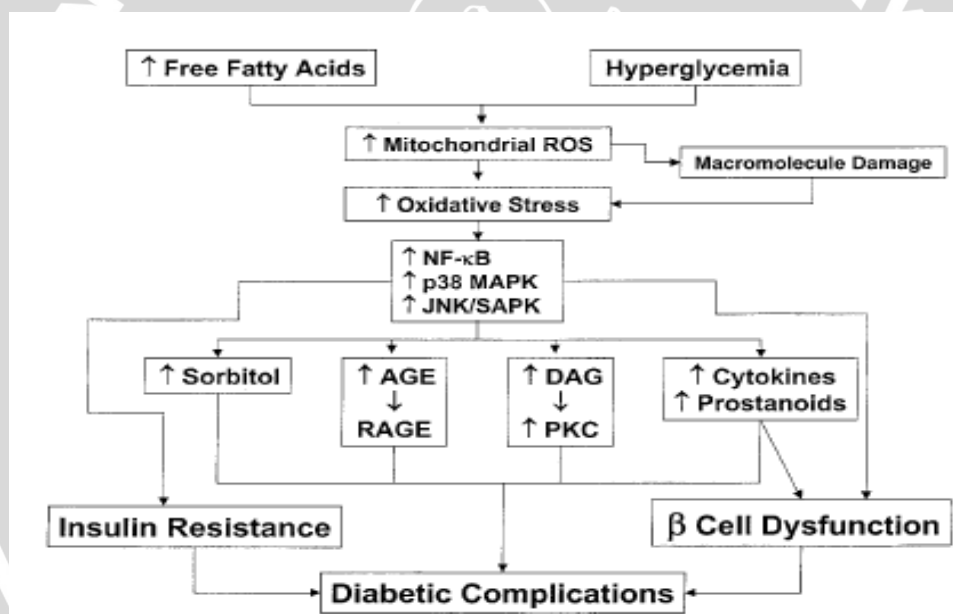 ↑ Free Fatty Acids
Hyperglycemia
↑ Mitochondrial ROS
Macromolecule Damage
↑ Oxidative Stress
↑ NF-κB
↑ p38 MAPK
↑ JNK/SAPK
↑ Sorbitol
↑ AGE
↓
RAGE
↑ DAG
↓
↑ PKC
↑ Cytokines
↑ Prostanoids
Insulin Resistance
β Cell Dysfunction
Diabetic Complications